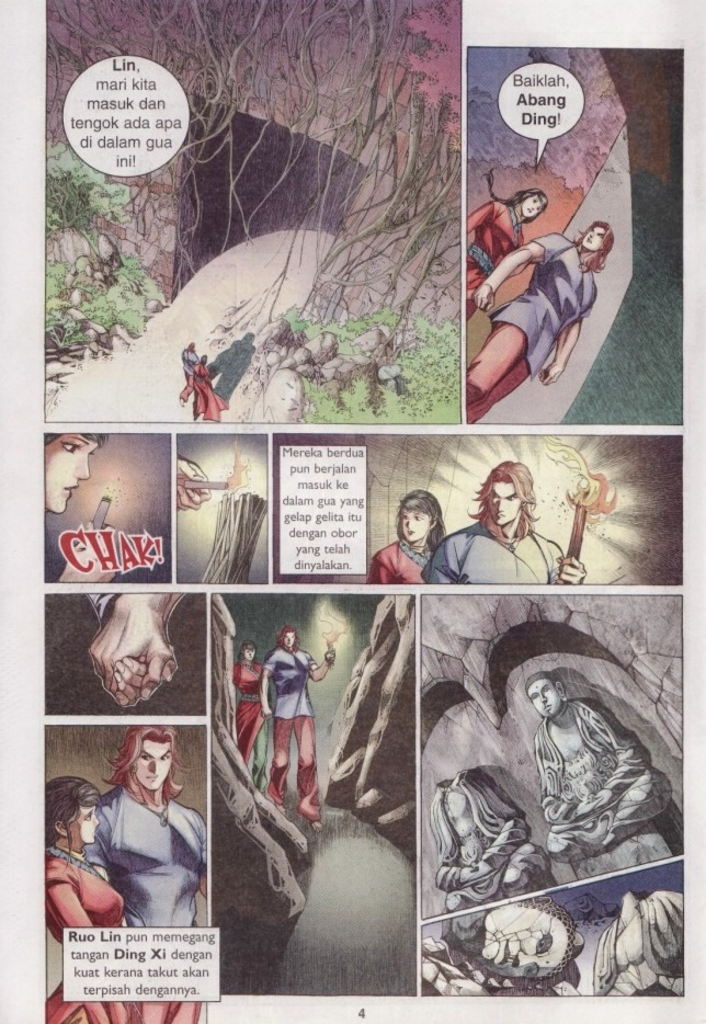 Lin,
mari kita
masuk dan
tengok ada apa
di dalam gua
ini!
Baiklah,
Abang
Ding!
CHAK!
Mereka berdua
pun berjalan
masuk ke
dalam gua yang
gelap gelita itu
dengan obor
yang telah
dinyalakan.
Ruo Lin pun memegang
tangan Ding Xi dengan
kuat kerana takut akan
terpisah dengannya.
4